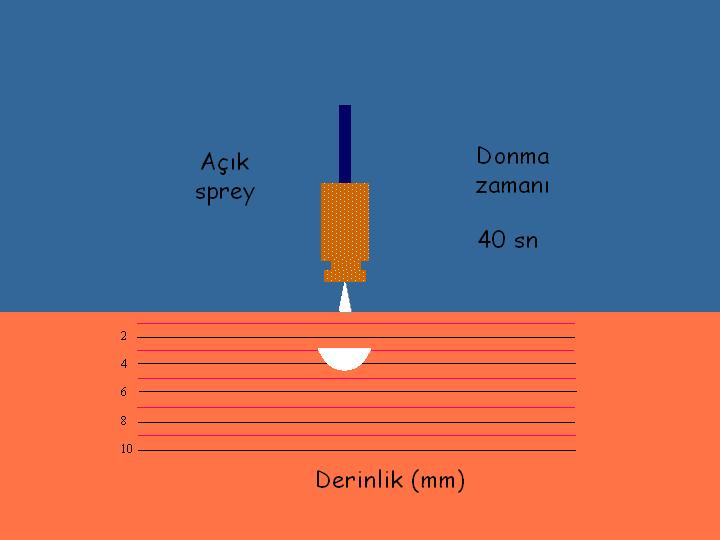 Açık
sprey
Donma
zamanı
40 sn
2
4
6
8
10
Derinlik (mm)